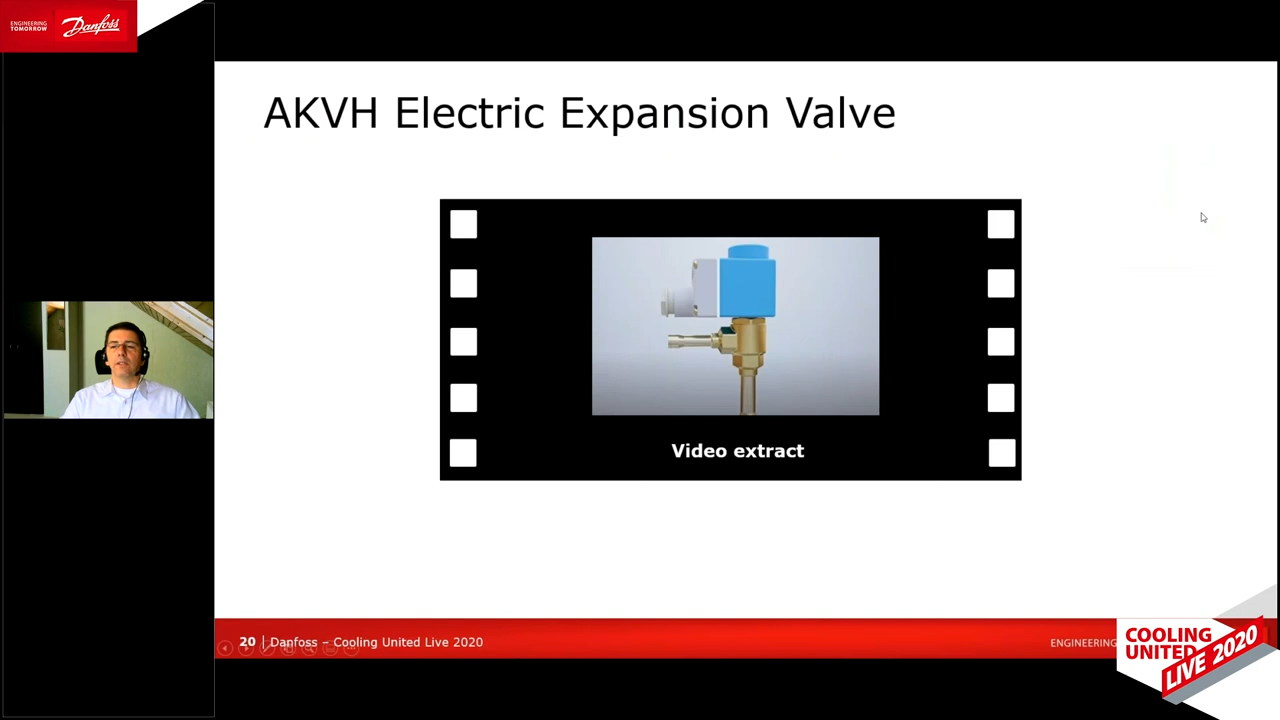 ENGINEERING
TOMORROW
Danfoss
AKVH Electric Expansion Valve
Video extract
20 | Danfoss – Cooling United Live 2020
ENGINEERING
COOLING
UNITED
LIVE 2020